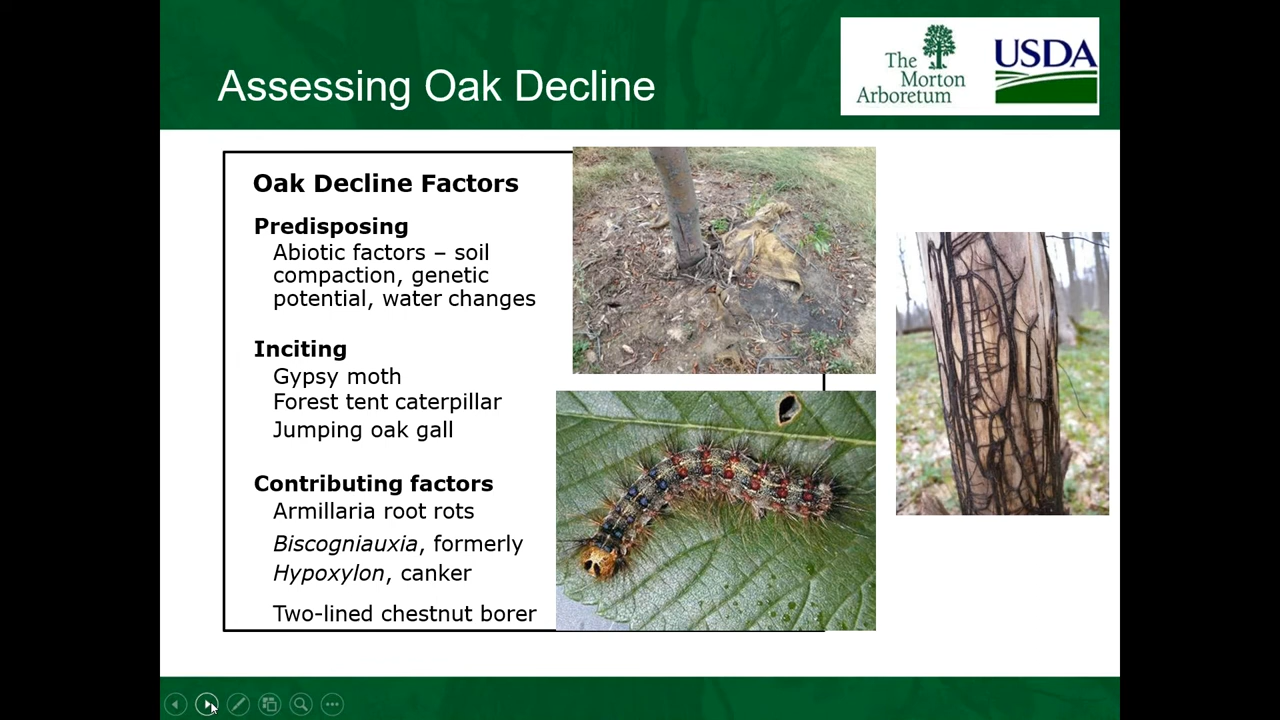 Assessing Oak Decline
The
Morton
Arboretum
USDA
Oak Decline Factors
Predisposing
Abiotic factors – soil
compaction, genetic
potential, water changes
Inciting
Gypsy moth
Forest tent caterpillar
Jumping oak gall
Contributing factors
Armillaria root rots
Biscogniauxia, formerly
Hypoxylon, canker
Two-lined chestnut borer